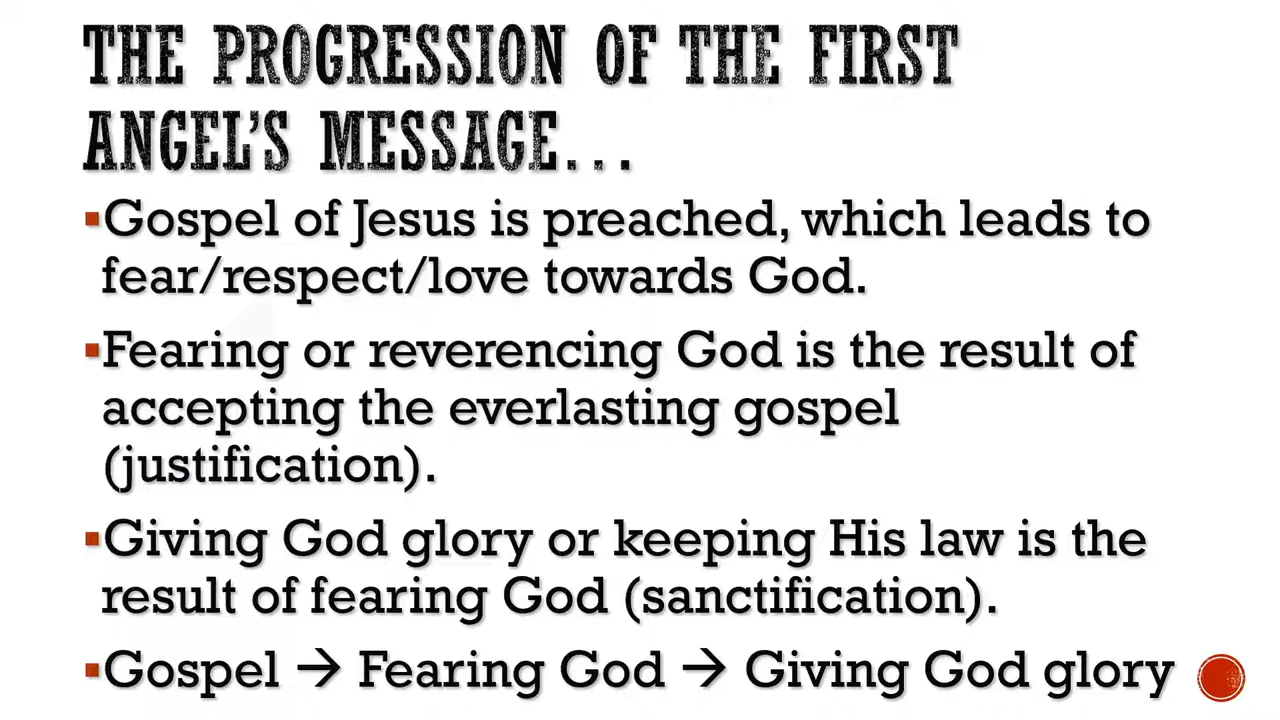 THE PROGRESSION OF THE FIRST
ANGEL'S MESSAGE...
▪Gospel of Jesus is preached, which leads to
fear/respect/love towards God.
▪Fearing or reverencing God is the result of
accepting the everlasting gospel
(justification).
▪Giving God glory or keeping His law is the
result of fearing God (sanctification).
▪Gospel → Fearing God → Giving God glory